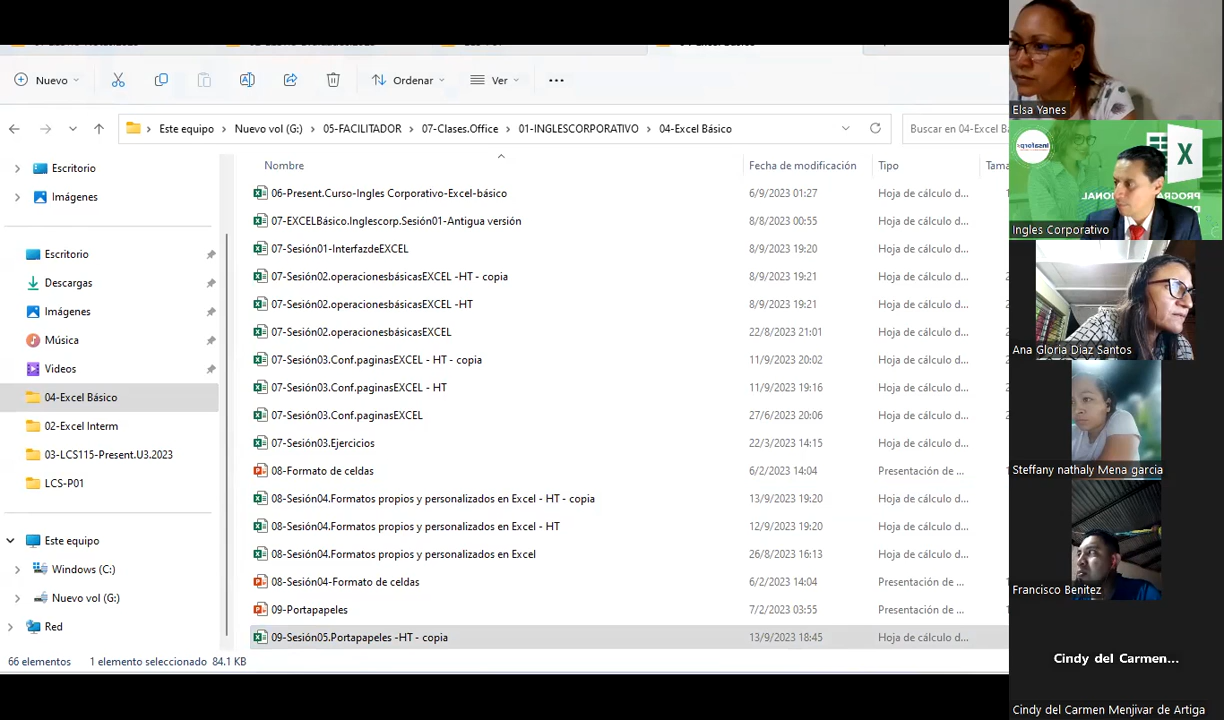 Nuevo
Ordenar
Ver
Este equipo
Nuevo vol (G:)
05-FACILITADOR
07-Clases.Office
01-INGLESCORPORATIVO
04-Excel Básico
Buscar en 04-Excel B
Escritorio
Imágenes
Escritorio
Descargas
Imágenes
Música
Videos
04-Excel Básico
02-Excel Interm
03-LCS115-Present.U3.2023
LCS-P01
Este equipo
Windows (C:)
Nuevo vol (G:)
Red
Nombre Fecha de modificación Tipo Tama
06-Present.Curso-Ingles Corporativo-Excel-básico 6/9/2023 01:27 Hoja de cálculo d...
07-EXCELBásico.Inglescorp.Sesión01-Antigua versión 8/8/2023 00:55 Hoja de cálculo d...
07-Sesión01-InterfazdeEXCEL 8/9/2023 19:20 Hoja de cálculo d...
07-Sesión02.operacionesbásicasEXCEL -HT - copia 8/9/2023 19:21 Hoja de cálculo d...
07-Sesión02.operacionesbásicasEXCEL -HT 8/9/2023 19:21 Hoja de cálculo d...
07-Sesión02.operacionesbásicasEXCEL 22/8/2023 21:01 Hoja de cálculo d...
07-Sesión03.Conf.paginasEXCEL - HT - copia 11/9/2023 20:02 Hoja de cálculo d...
07-Sesión03.Conf.paginasEXCEL - HT 11/9/2023 19:16 Hoja de cálculo d...
07-Sesión03.Conf.paginasEXCEL 27/6/2023 20:06 Hoja de cálculo d...
07-Sesión03.Ejercicios 22/3/2023 14:15 Hoja de cálculo d...
08-Formato de celdas 6/2/2023 14:04 Presentación de ...
08-Sesión04.Formatos propios y personalizados en Excel - HT - copia 13/9/2023 19:20 Hoja de cálculo d...
08-Sesión04.Formatos propios y personalizados en Excel - HT 12/9/2023 19:20 Hoja de cálculo d...
08-Sesión04.Formatos propios y personalizados en Excel 26/8/2023 16:13 Hoja de cálculo d...
08-Sesión04-Formato de celdas 6/2/2023 14:04 Presentación de ...
09-Portapapeles 7/2/2023 03:55 Presentación de ...
09-Sesión05.Portapapeles -HT - copia 13/9/2023 18:45 Hoja de cálculo d...
66 elementos 1 elemento seleccionado 84.1 KB
Elsa Yanes
insaforp
X
Ingles Corporativo
Ana Gloria Diaz Santos
Steffany nathaly Mena garcia
Francisco Benitez
Cindy del Carmen...
Cindy del Carmen Menjivar de Artiga